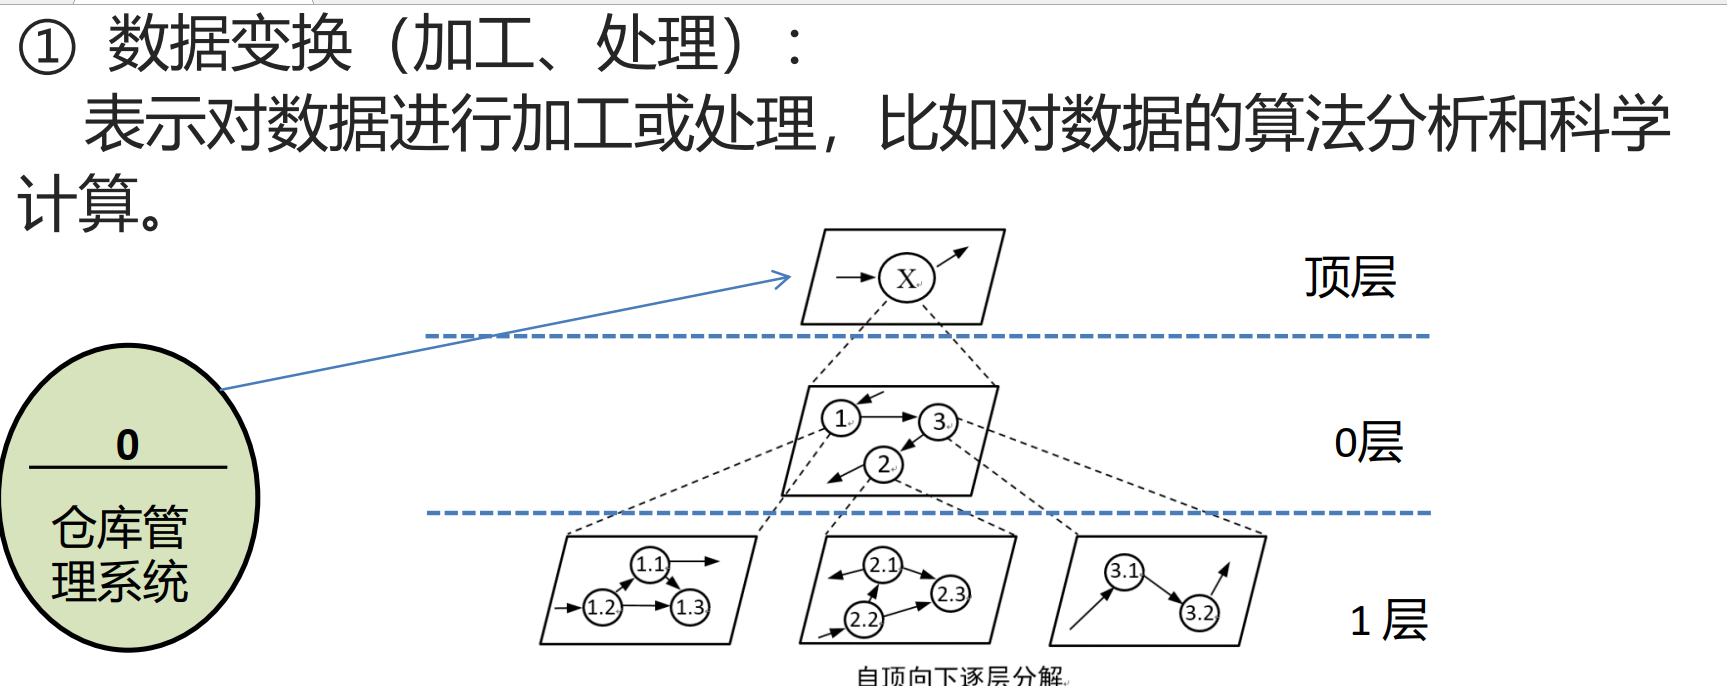 ① 数据变换（加工、处理）：
表示对数据进行加工或处理，比如对数据的算法分析和科学
计算。
X
顶层
0
仓库管
理系统
1
3
2
0层
1.1
1.2
1.3
2.1
2.3
2.2
3.1
3.2
1 层
自顶向下逐层分解